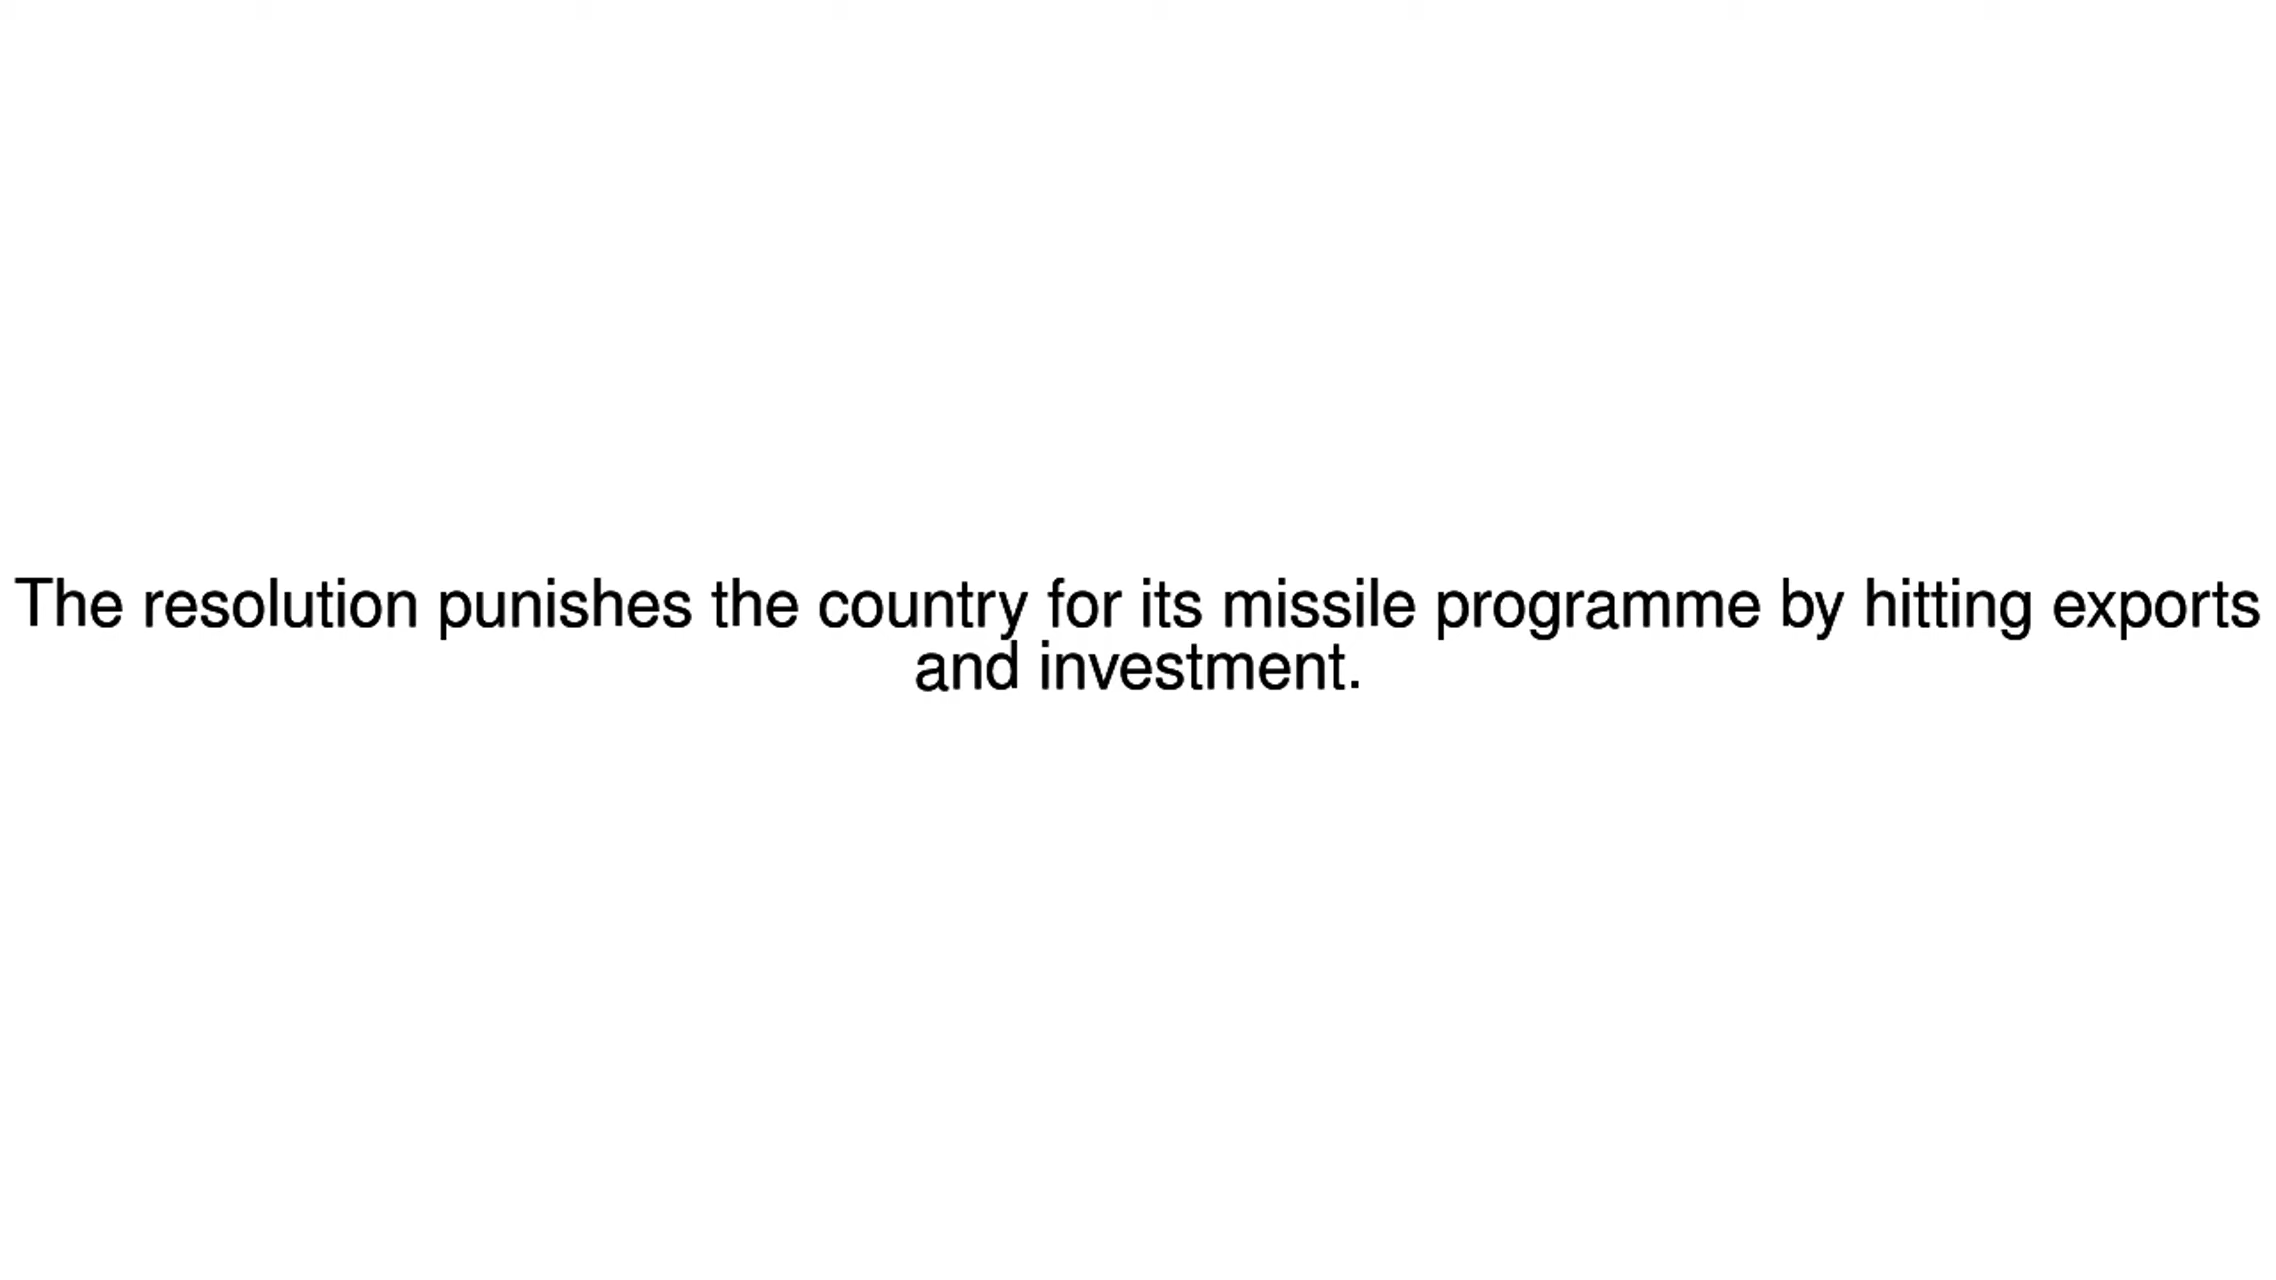 The resolution punishes the country for its missile programme by hitting exports
and investment.